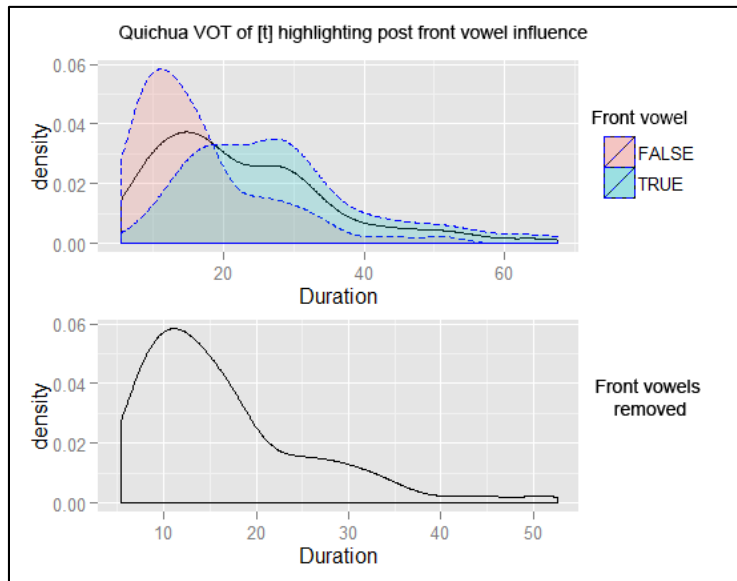 Quichua VOT of [t] highlighting post front vowel influence
0.06
0.04
0.02
0.00
density
20
40
60
Duration
Front vowel
FALSE
TRUE
0.06
0.04
0.02
0.00
density
10
20
30
40
50
Duration
Front vowels
removed